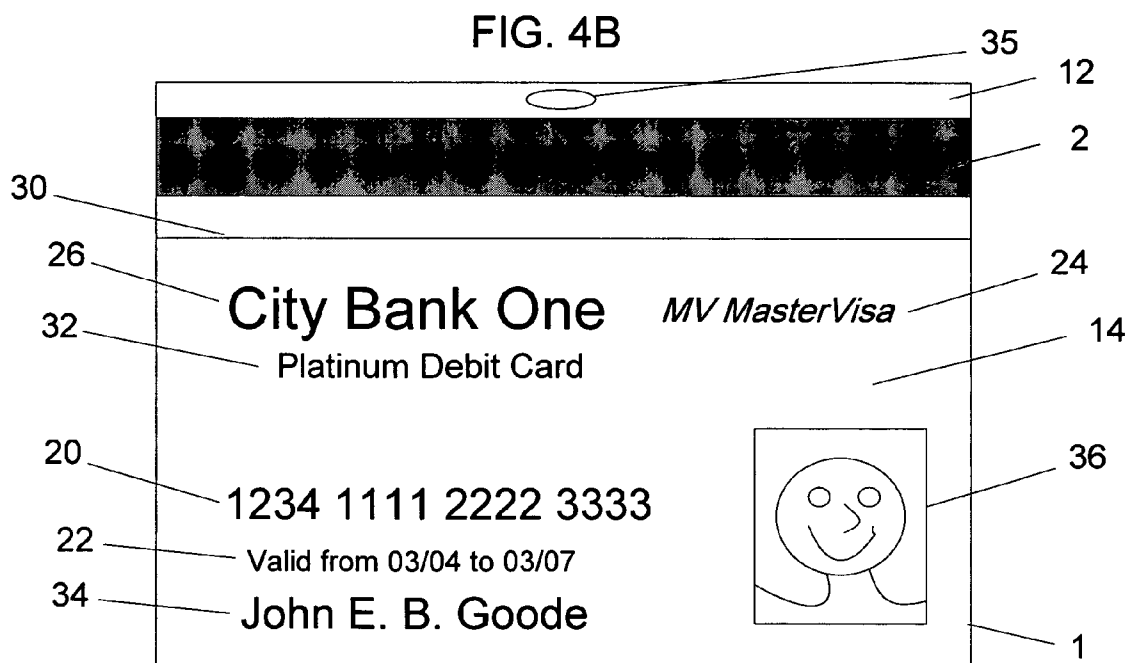 FIG. 4B
35
12
2
30
26
City Bank One
MV MasterVisa
24
32
Platinum Debit Card
14
20
1234 1111 2222 3333
36
22
Valid from 03/04 to 03/07
34
John E. B. Goode
1